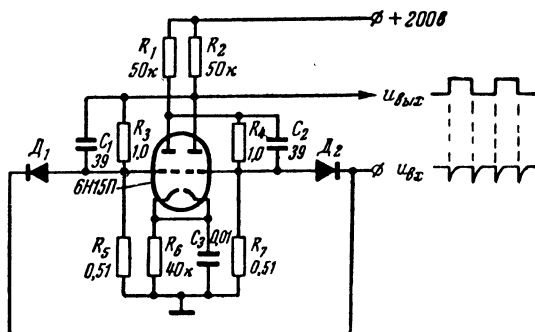 R₁ R₂ ∅ + 200в
50к 50к
uвых
C₁ R₃ R₄ C₂
39 1,0 1,0 39
Д₁ Д₂
6Н15П ∅ uвх
R₅ R₆ C₃ 0,01 R₇
0,51 40к 0,51